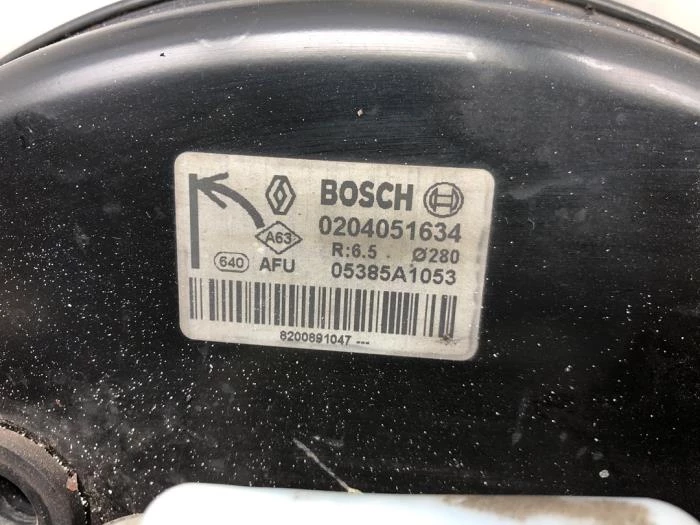 BOSCH
0204051634
A63
R:6.5 Ø280
640 AFU 05385A1053
8200891047 ---